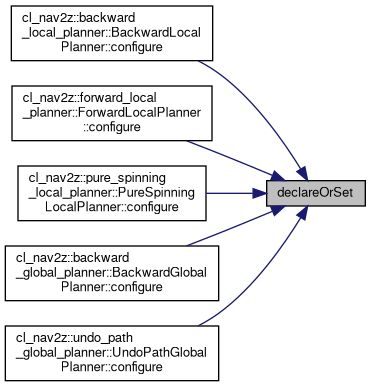 cl_nav2z::backward
_local_planner::BackwardLocal
Planner::configure
cl_nav2z::forward_local
_planner::ForwardLocalPlanner
::configure
cl_nav2z::pure_spinning
_local_planner::PureSpinning
LocalPlanner::configure
declareOrSet
cl_nav2z::backward
_global_planner::BackwardGlobal
Planner::configure
cl_nav2z::undo_path
_global_planner::UndoPathGlobal
Planner::configure